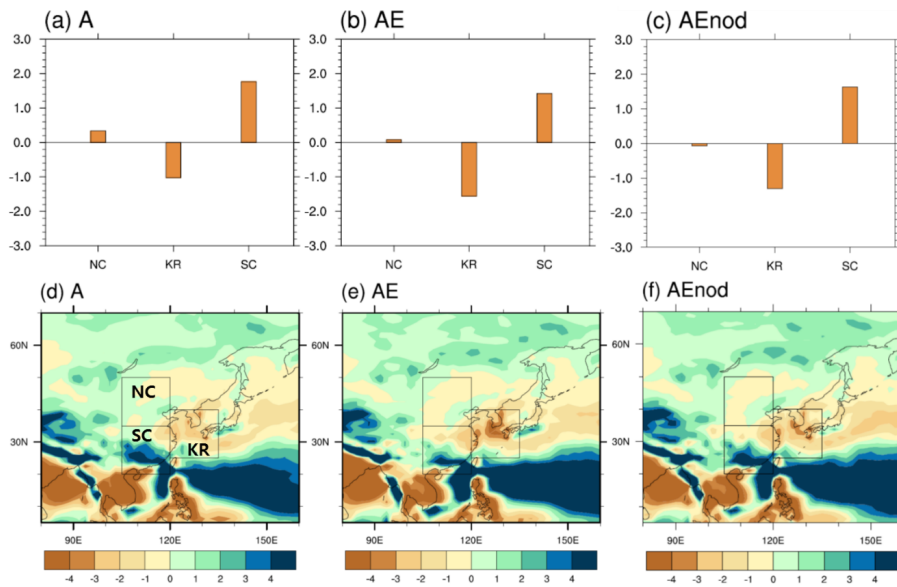 (a) A
(b) AE
(c) AEnod
3.0
2.0
1.0
0.0
-1.0
-2.0
-3.0
NC KR SC
3.0
2.0
1.0
0.0
-1.0
-2.0
-3.0
NC KR SC
3.0
2.0
1.0
0.0
-1.0
-2.0
-3.0
NC KR SC
(d) A
(e) AE
(f) AEnod
60N
30N
NC
SC
KR
90E 120E 150E
90E 120E 150E
90E 120E 150E
-4 -3 -2 -1 0 1 2 3 4
-4 -3 -2 -1 0 1 2 3 4
-4 -3 -2 -1 0 1 2 3 4